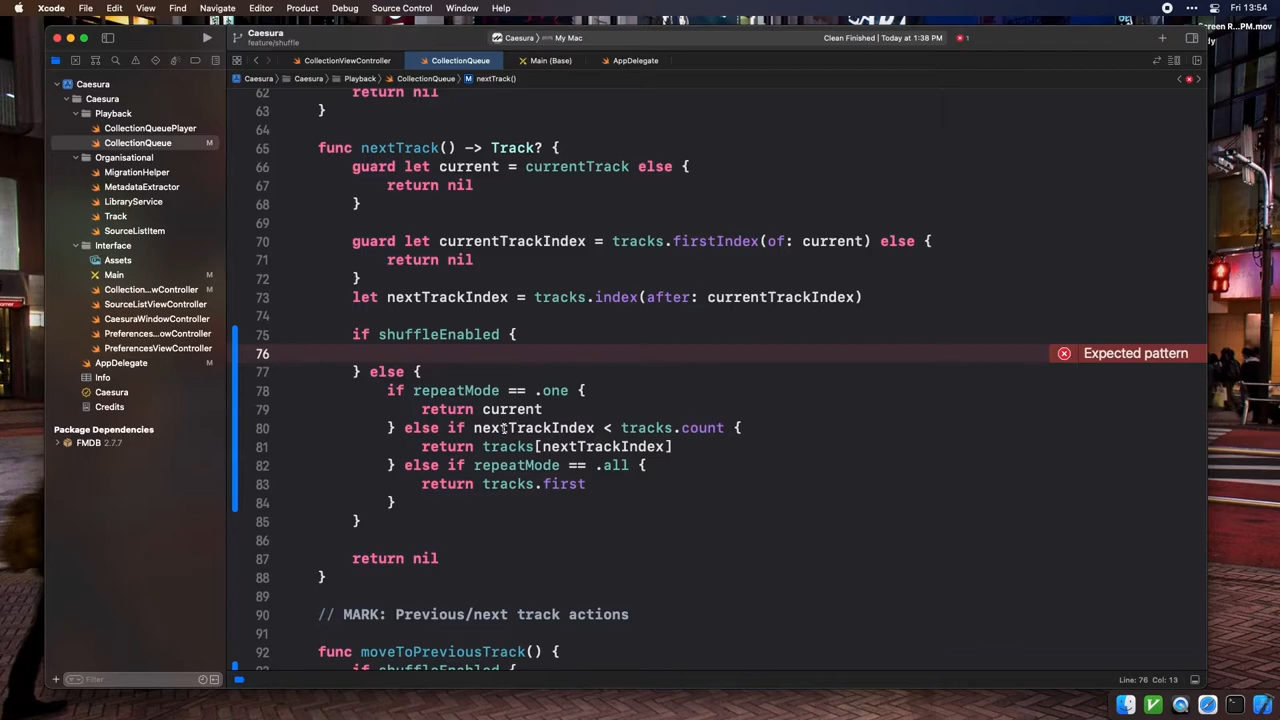 Xcode File Edit View Find Navigate Editor Product Debug Source Control Window Help Fri 13:54
Caesura
feature/shuffle
Caesura 〉 My Mac
Clean Finished | Today at 1:38 PM
1
CollectionViewController CollectionQueue Main (Base) AppDelegate
Caesura 〉 Caesura 〉 Playback 〉 CollectionQueue 〉 M nextTrack()
Caesura
Caesura
Playback
CollectionQueuePlayer
CollectionQueue M
Organisational
MigrationHelper
MetadataExtractor
LibraryService
Track
SourceListItem
Interface
Assets
Main M
Collection...wController M
SourceListViewController
CaesuraWindowController
Preferences...owController
PreferencesViewController
AppDelegate
Info
Caesura
Credits
Package Dependencies
FMDB 2.7.7
Filter
62 return nil
63 }
64
65 func nextTrack() -> Track? {
66 guard let current = currentTrack else {
67 return nil
68 }
69
70 guard let currentTrackIndex = tracks.firstIndex(of: current) else {
71 return nil
72 }
73 let nextTrackIndex = tracks.index(after: currentTrackIndex)
74
75 if shuffleEnabled {
76 Expected pattern
77 } else {
78 if repeatMode == .one {
79 return current
80 } else if nextTrackIndex < tracks.count {
81 return tracks[nextTrackIndex]
82 } else if repeatMode == .all {
83 return tracks.first
84 }
85 }
86
87 return nil
88 }
89
90 // MARK: Previous/next track actions
91
92 func moveToPreviousTrack() {
93 if shuffleEnabled {
Line: 76 Col: 13